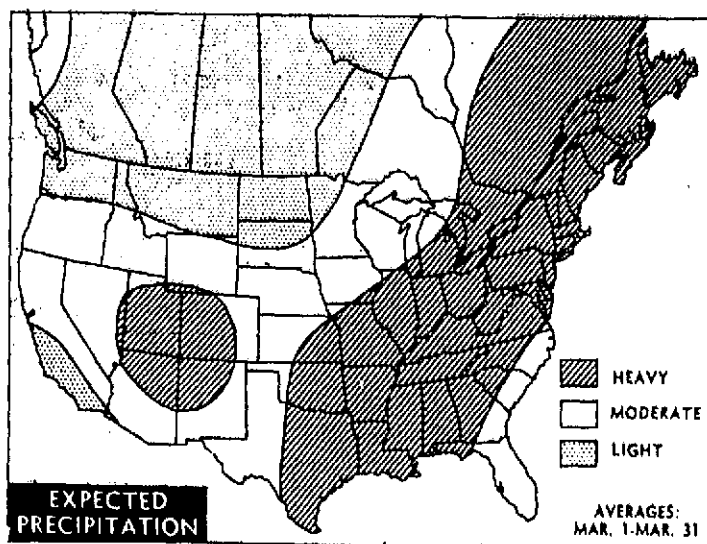 HEAVY
MODERATE
LIGHT
EXPECTED
PRECIPITATION
AVERAGES:
MAR. 1-MAR. 31